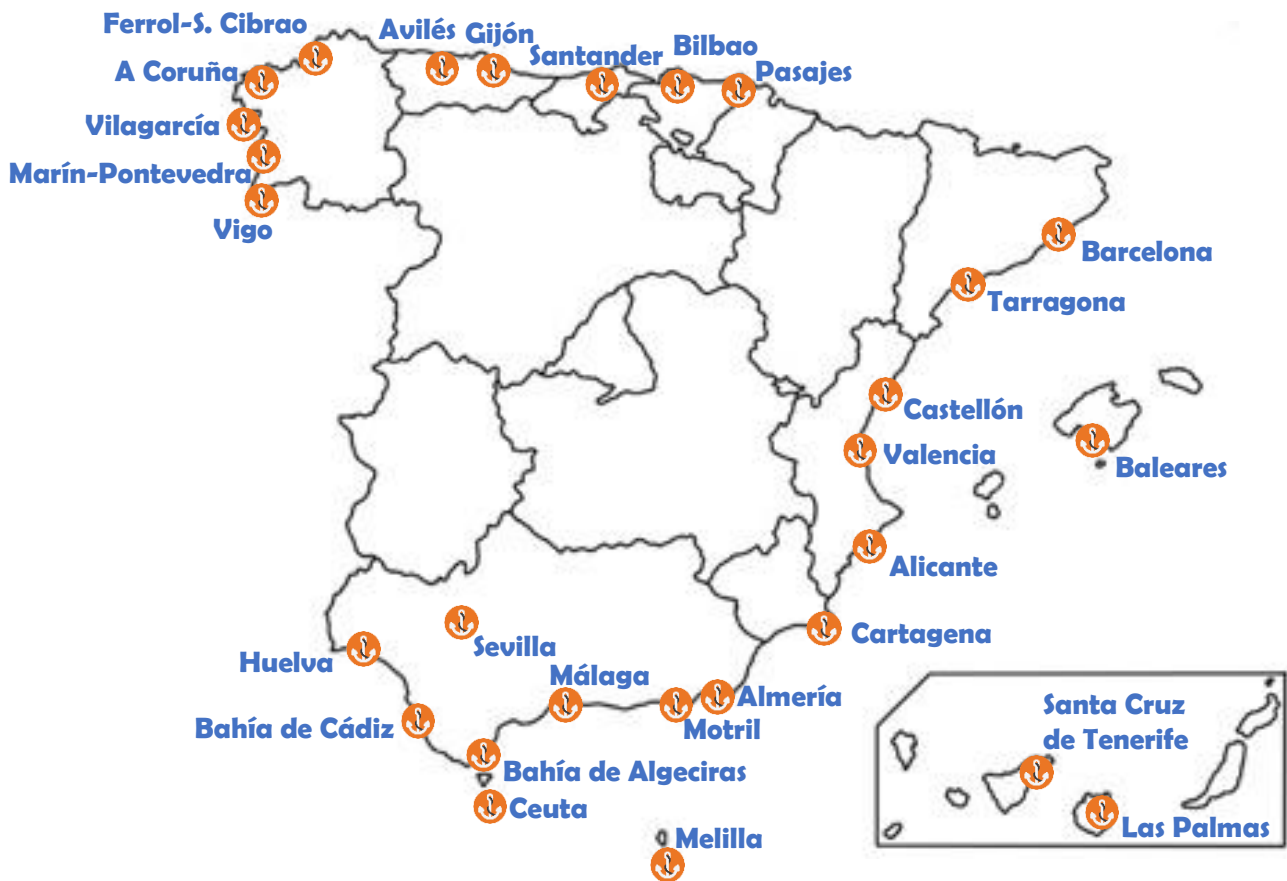 Ferrol-S. Cibrao
Avilés
Gijón
Santander
Bilbao
Pasajes
A Coruña
Vilagarcía
Marín-Pontevedra
Vigo
Barcelona
Tarragona
Castellón
Valencia
Baleares
Alicante
Cartagena
Sevilla
Huelva
Málaga
Almería
Motril
Bahía de Cádiz
Bahía de Algeciras
Ceuta
Melilla
Santa Cruz
de Tenerife
Las Palmas